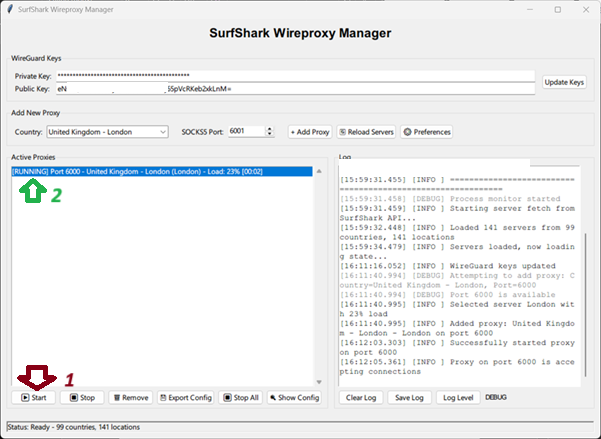 SurfShark Wireproxy Manager
SurfShark Wireproxy Manager
WireGuard Keys
Private Key: ********************************************
Public Key: eN 5SpVcRKeb2xkLnM=
Update Keys
Add New Proxy
Country: United Kingdom - London
SOCKS5 Port: 6001
+ Add Proxy
Reload Servers
Preferences
Active Proxies
[RUNNING] Port 6000 - United Kingdom - London (London) - Load: 23% [00:02]
2
1
Start
Stop
Remove
Export Config
Stop All
Show Config
Log
[15:59:31.455] [INFO ] ==========================
==================================
[15:59:31.458] [DEBUG] Process monitor started
[15:59:31.459] [INFO ] Starting server fetch from
SurfShark API...
[15:59:32.448] [INFO ] Loaded 141 servers from 99
countries, 141 locations
[15:59:34.479] [INFO ] Servers loaded, now loadin
g state...
[16:11:16.052] [INFO ] WireGuard keys updated
[16:11:40.994] [DEBUG] Attempting to add proxy: C
ountry=United Kingdom - London, Port=6000
[16:11:40.994] [DEBUG] Port 6000 is available
[16:11:40.995] [INFO ] Selected server London wit
h 23% load
[16:11:40.995] [INFO ] Added proxy: United Kingdo
m - London - London on port 6000
[16:12:03.303] [INFO ] Successfully started proxy
on port 6000
[16:12:05.361] [INFO ] Proxy on port 6000 is acce
pting connections
Clear Log
Save Log
Log Level
DEBUG
Status: Ready - 99 countries, 141 locations